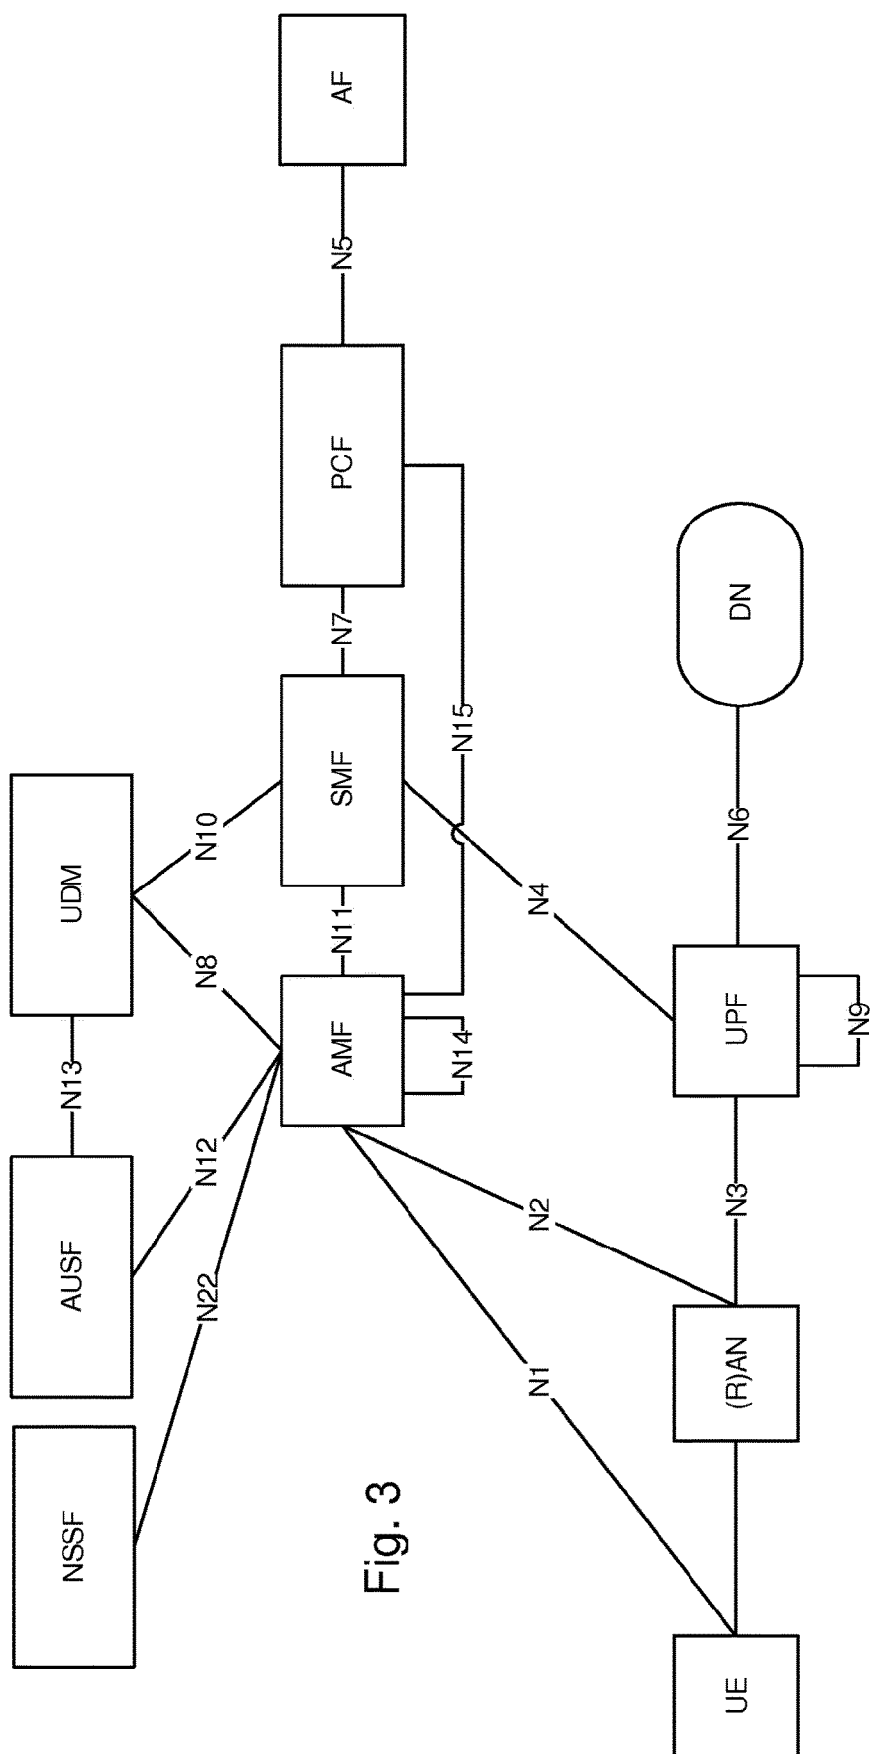 NSSF
AUSF
N13
UDM
N22
N12
N8
N10
AMF
N11
SMF
N7
PCF
N5
AF
N14
N15
N1
N2
N4
UE
(R)AN
N3
UPF
N6
DN
N9
Fig. 3